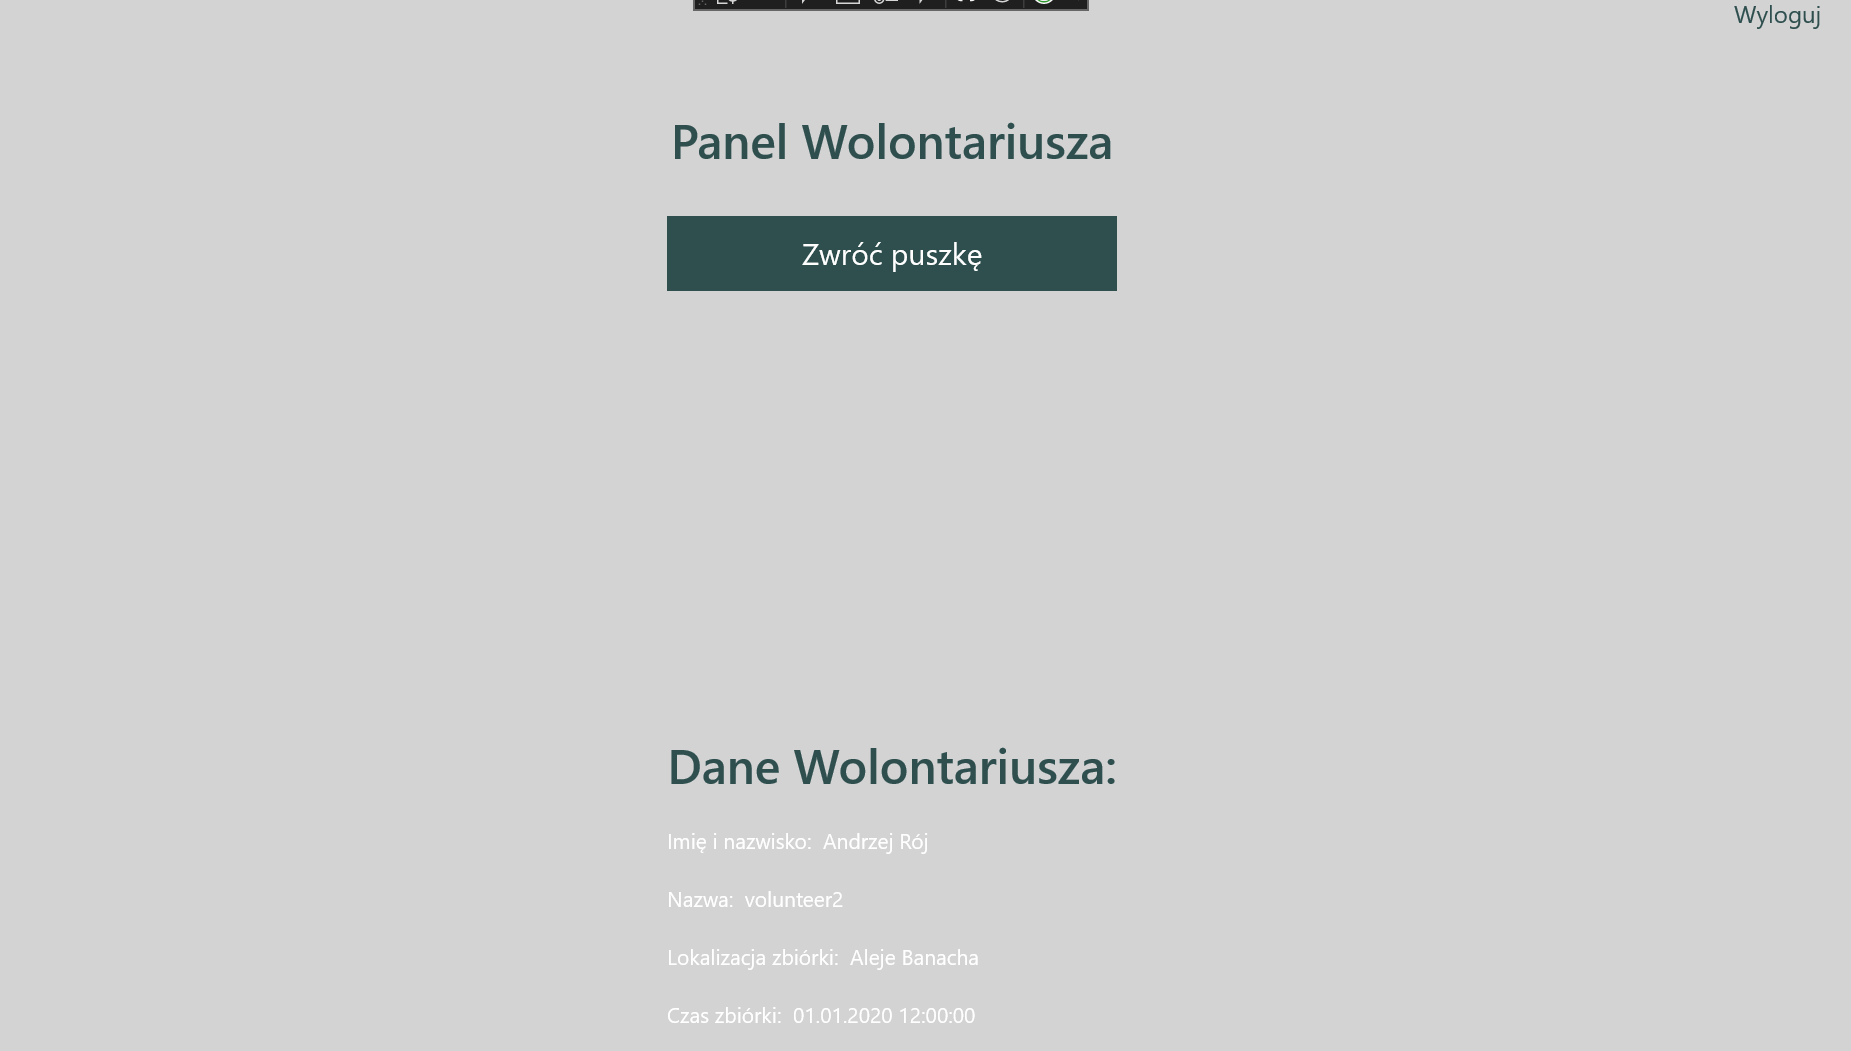 Wyloguj
Panel Wolontariusza
Zwróć puszkę
Dane Wolontariusza:
Imię i nazwisko: Andrzej Rój
Nazwa: volunteer2
Lokalizacja zbiórki: Aleje Banacha
Czas zbiórki: 01.01.2020 12:00:00